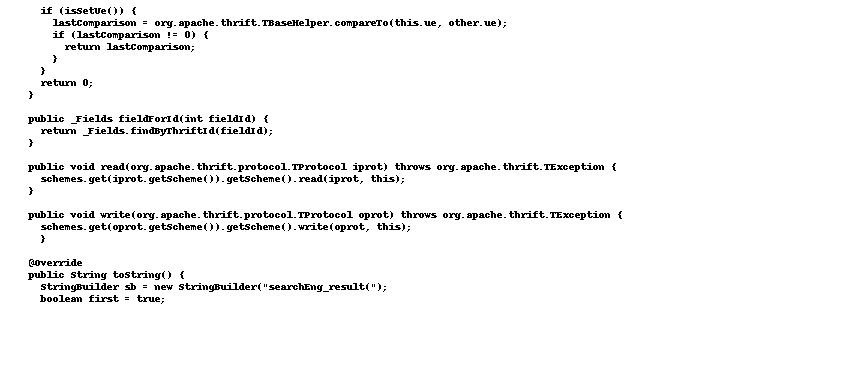 if (isSetUe()) {
lastComparison = org.apache.thrift.TBaseHelper.compareTo(this.ue, other.ue);
if (lastComparison != 0) {
return lastComparison;
}
}
return 0;
}
public _Fields fieldForId(int fieldId) {
return _Fields.findByThriftId(fieldId);
}
public void read(org.apache.thrift.protocol.TProtocol iprot) throws org.apache.thrift.TException {
schemes.get(iprot.getScheme()).getScheme().read(iprot, this);
}
public void write(org.apache.thrift.protocol.TProtocol oprot) throws org.apache.thrift.TException {
schemes.get(oprot.getScheme()).getScheme().write(oprot, this);
}
@Override
public String toString() {
StringBuilder sb = new StringBuilder("searchEng_result(");
boolean first = true;